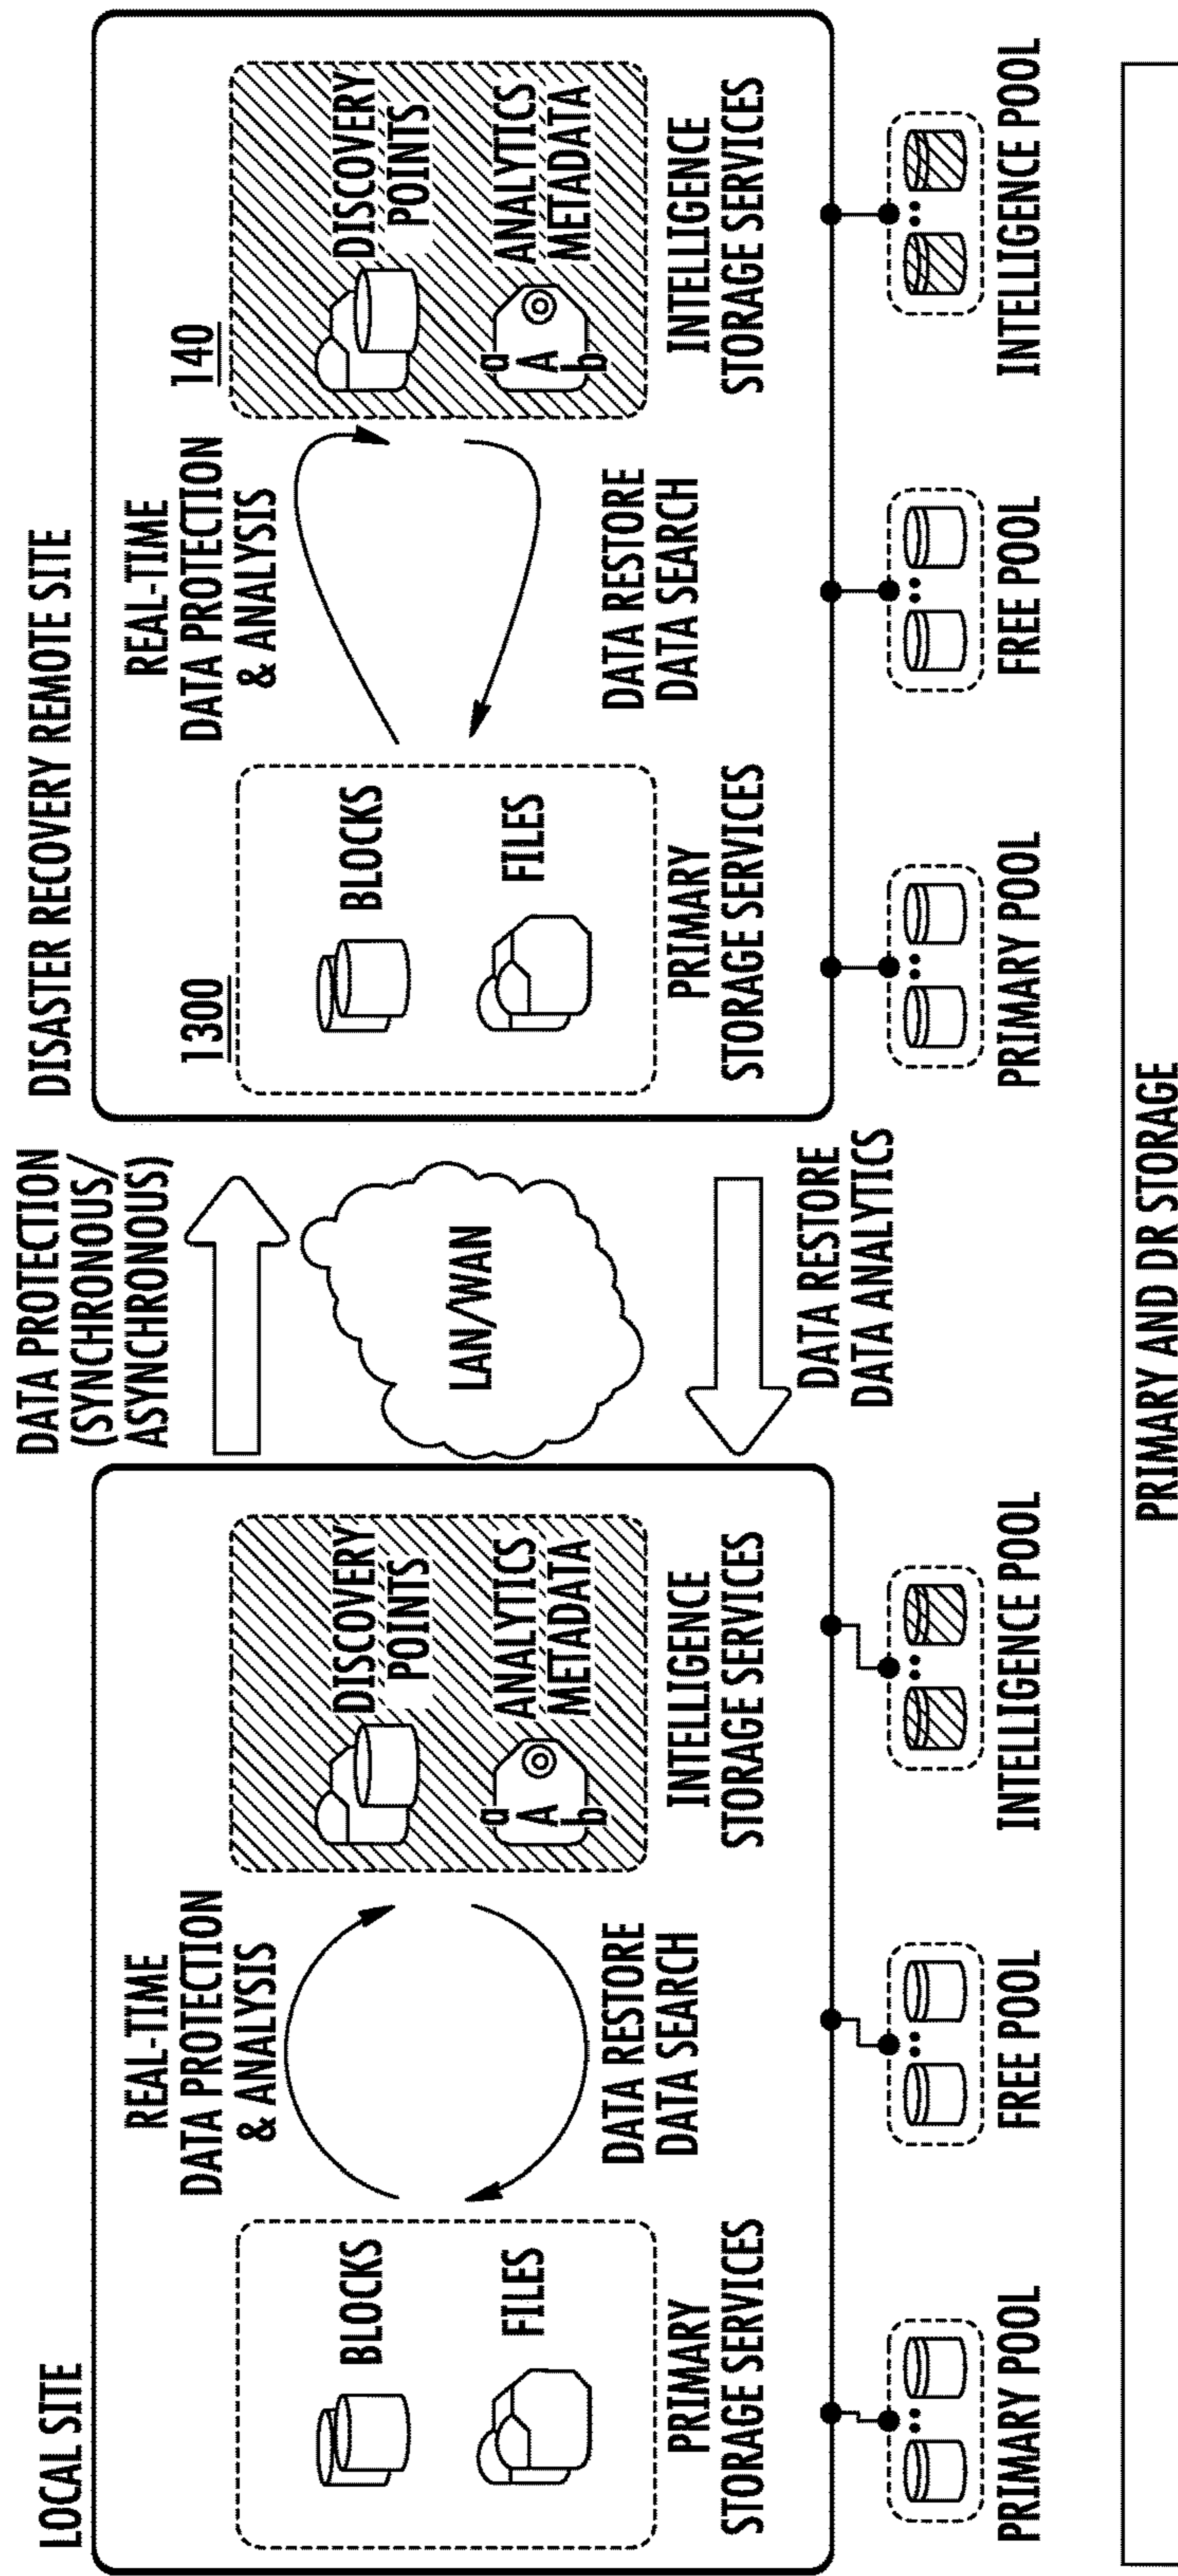 LOCAL SITE
REAL-TIME
DATA PROTECTION
& ANALYSIS
BLOCKS
FILES
PRIMARY
STORAGE SERVICES
DATA RESTORE
DATA SEARCH
DISCOVERY
POINTS
ANALYTICS
METADATA
a
A
b
INTELLIGENCE
STORAGE SERVICES
PRIMARY POOL
FREE POOL
INTELLIGENCE POOL
DATA PROTECTION
(SYNCHRONOUS/
ASYNCHRONOUS)
LAN/WAN
DATA RESTORE
DATA ANALYTICS
DISASTER RECOVERY REMOTE SITE
1300
REAL-TIME
DATA PROTECTION
& ANALYSIS
140
BLOCKS
FILES
PRIMARY
STORAGE SERVICES
DATA RESTORE
DATA SEARCH
DISCOVERY
POINTS
ANALYTICS
METADATA
a
A
b
INTELLIGENCE
STORAGE SERVICES
PRIMARY POOL
FREE POOL
INTELLIGENCE POOL
PRIMARY AND DR STORAGE